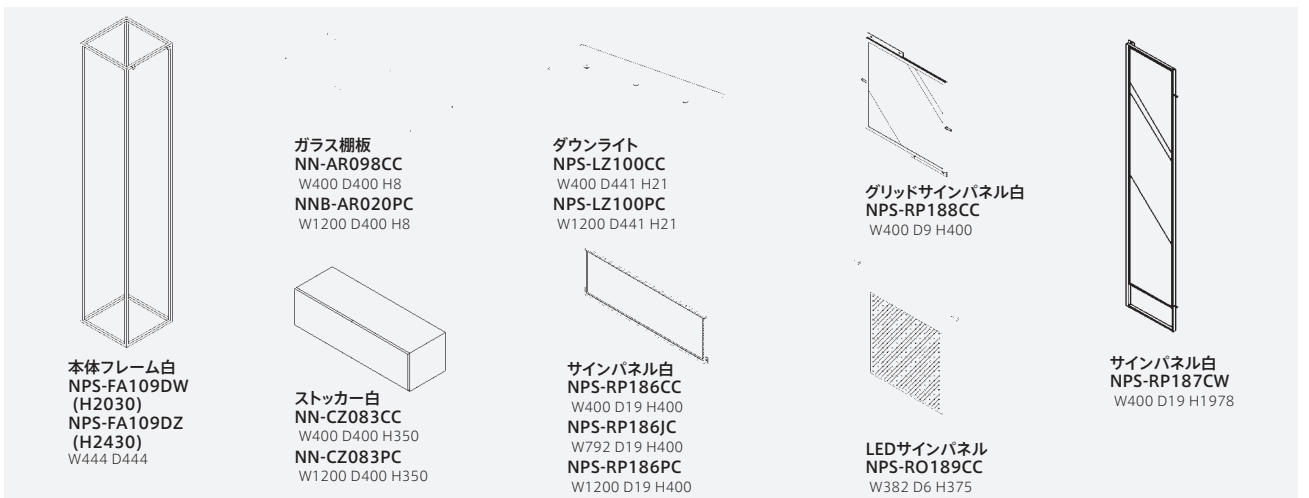 本体フレーム白
NPS-FA109DW
(H2030)
NPS-FA109DZ
(H2430)
W444 D444
ガラス棚板
NN-AR098CC
W400 D400 H8
NNB-AR020PC
W1200 D400 H8
ストッカー白
NN-CZ083CC
W400 D400 H350
NN-CZ083PC
W1200 D400 H350
ダウンライト
NPS-LZ100CC
W400 D441 H21
NPS-LZ100PC
W1200 D441 H21
サインパネル白
NPS-RP186CC
W400 D19 H400
NPS-RP186JC
W792 D19 H400
NPS-RP186PC
W1200 D19 H400
グリッドサインパネル白
NPS-RP188CC
W400 D9 H400
LEDサインパネル
NPS-RO189CC
W382 D6 H375
サインパネル白
NPS-RP187CW
W400 D19 H1978